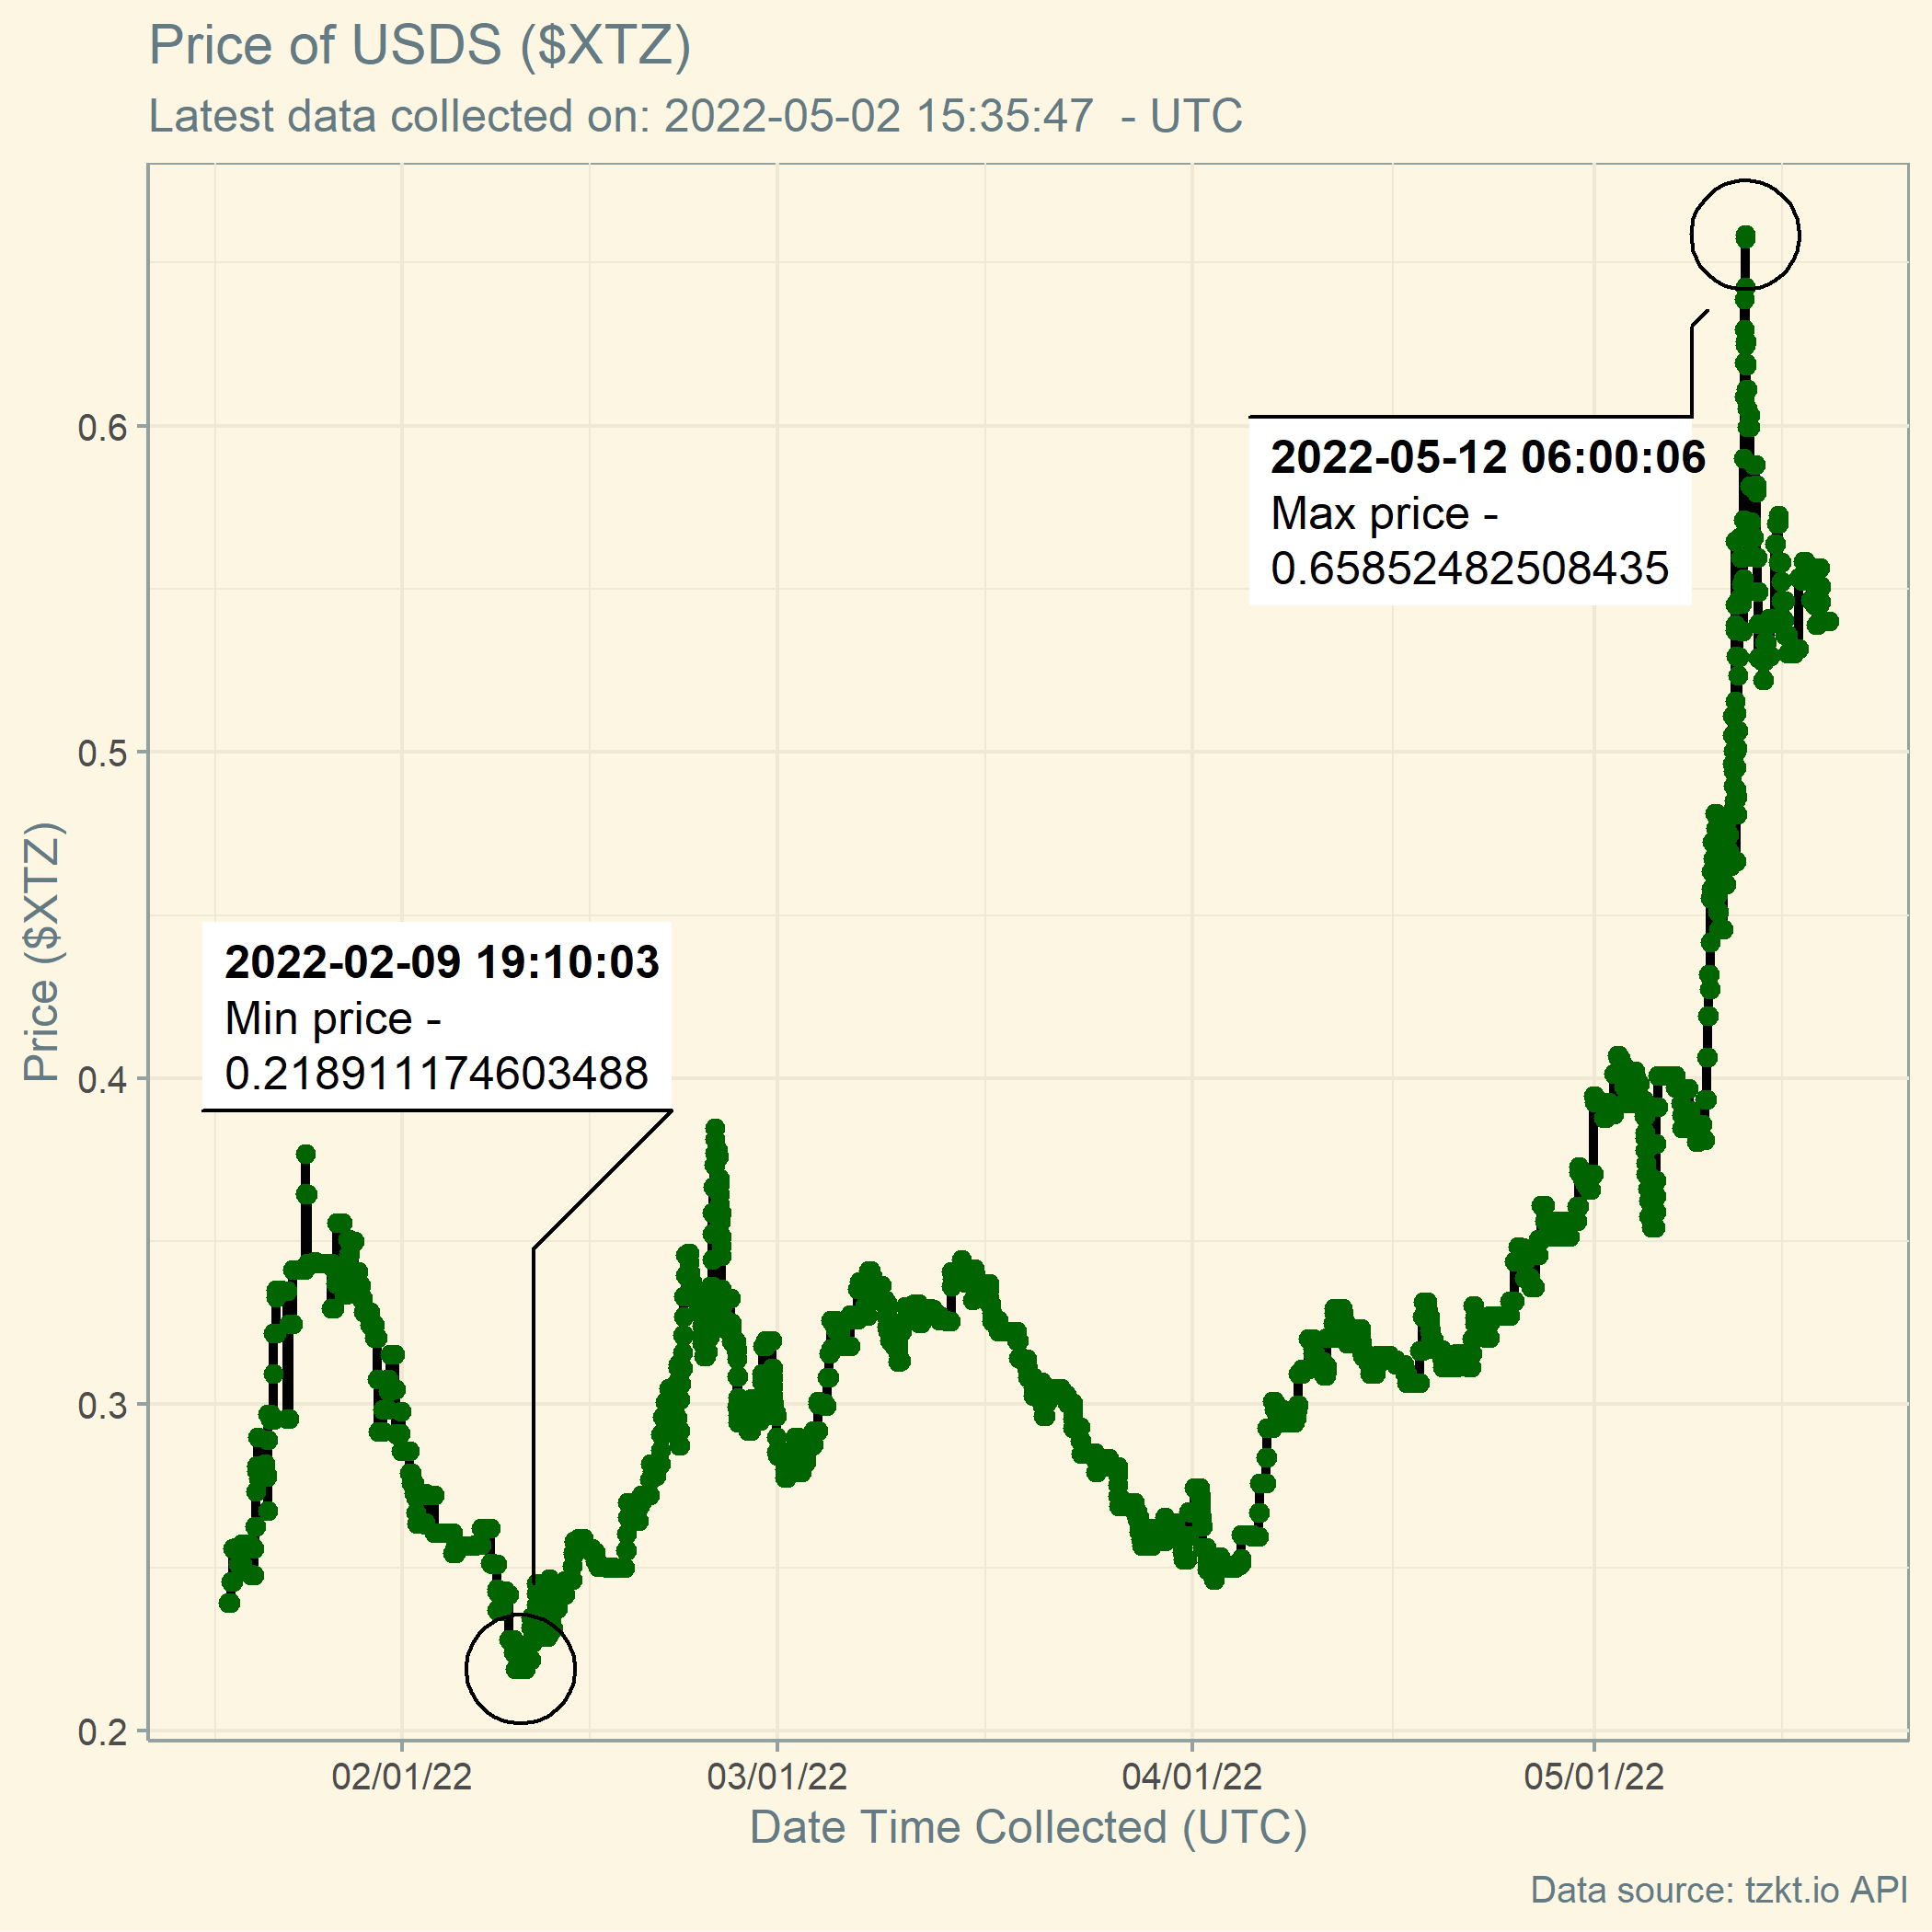 Price of USDS ($XTZ)
Latest data collected on: 2022-05-02 15:35:47  - UTC
0.6
0.5
0.4
0.3
0.2
Price ($XTZ)
2022-05-12 06:00:06
Max price -
0.65852482508435
2022-02-09 19:10:03
Min price -
0.218911174603488
02/01/22
03/01/22
04/01/22
05/01/22
Date Time Collected (UTC)
Data source: tzkt.io API